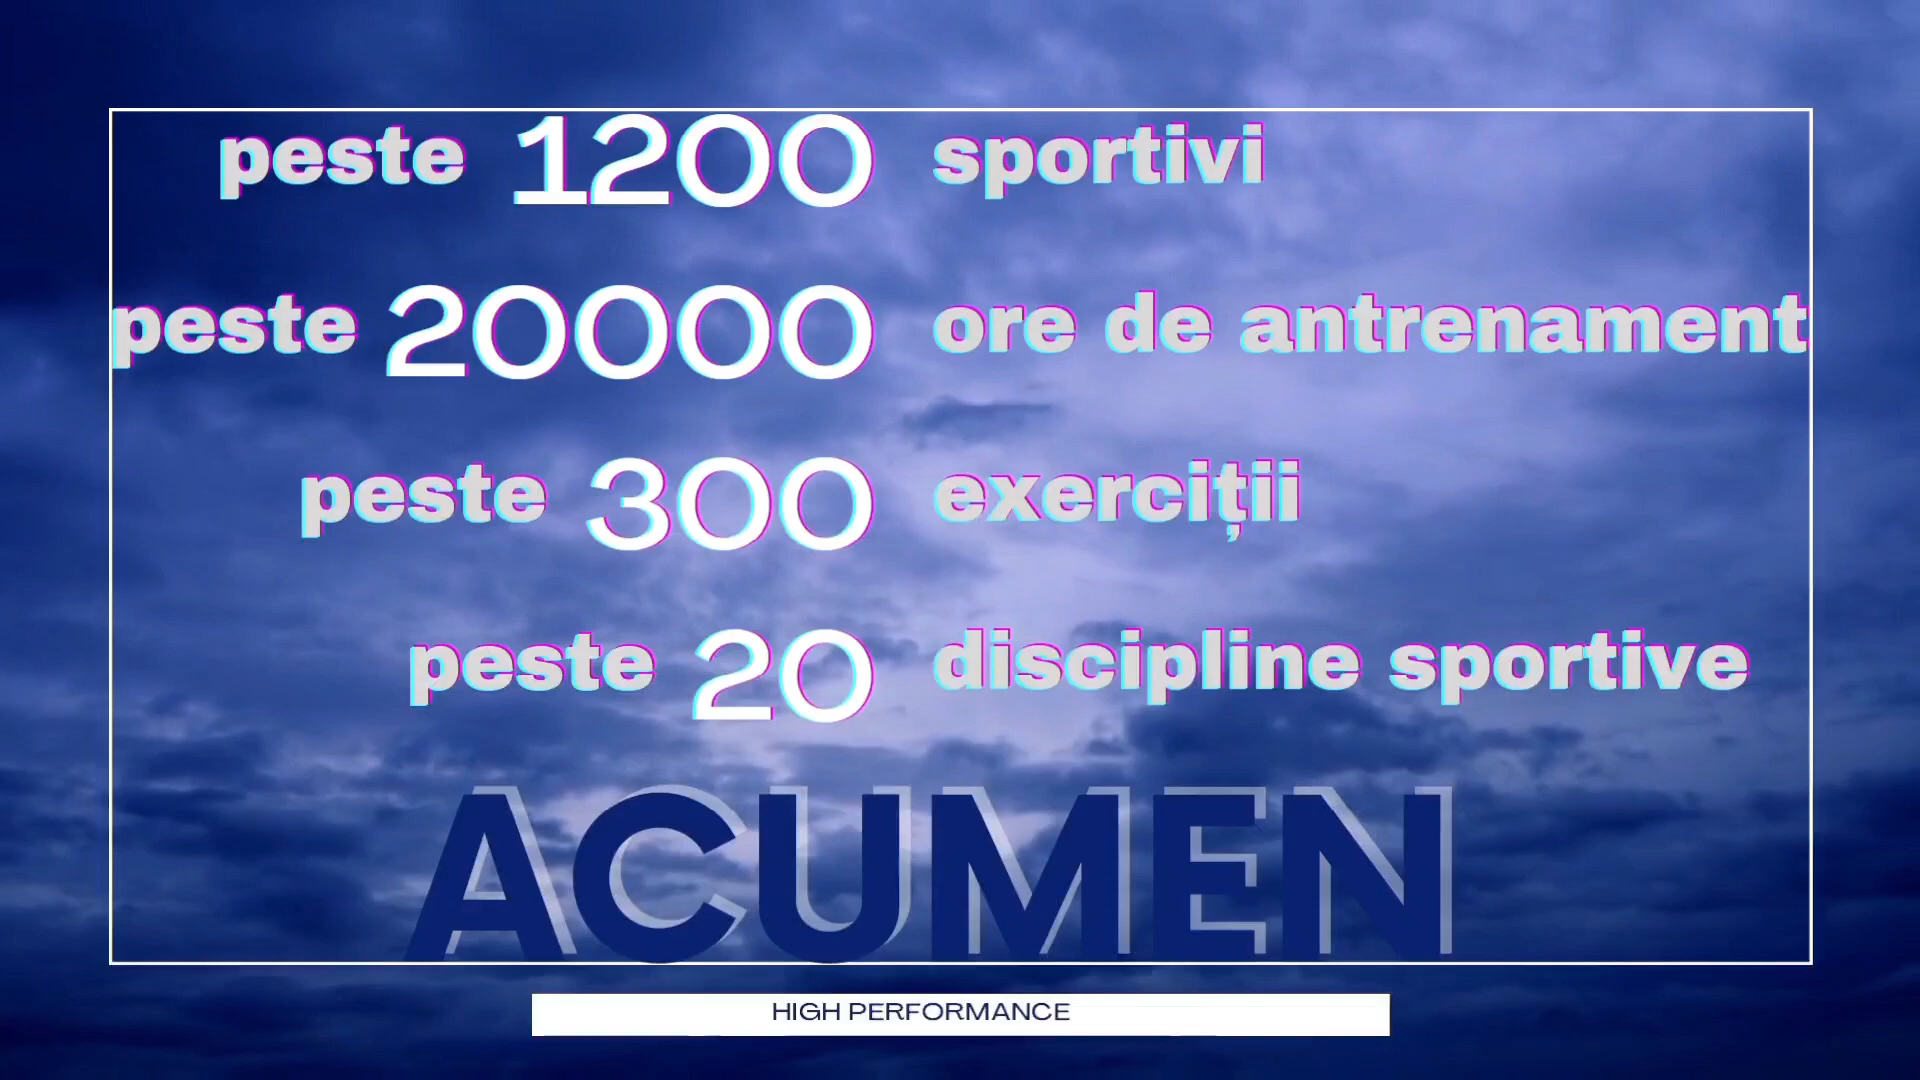 peste 1200 sportivi
peste 20000 ore de antrenament
peste 300 exerciții
peste 20 discipline sportive
ACUMEN
HIGH PERFORMANCE